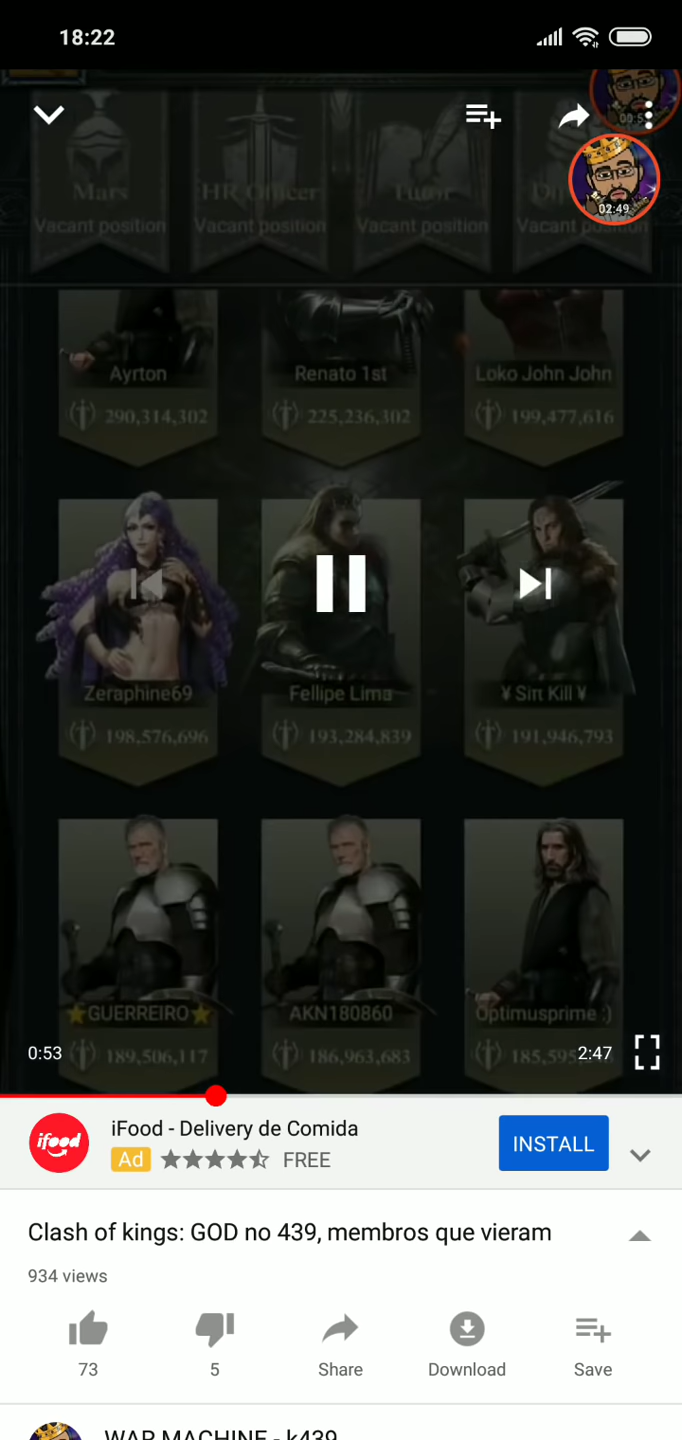 18:22
00:5
02:49
Mars
HR Officer
Tutor
Vacant position
Vacant position
Vacant position
Vacant position
Ayrton
Renato 1st
Loko John John
290,314,302
225,236,302
199,477,616
Zeraphine69
Fellipe Lima
¥ Sirt Kill ¥
198,576,696
193,284,839
191,946,793
⭐GUERREIRO⭐
AKN180860
Optimusprime :)
0:53
189,506,117
186,963,683
2:47
ifood
iFood - Delivery de Comida
Ad
FREE
INSTALL
Clash of kings: GOD no 439, membros que vieram
934 views
73
5
Share
Download
Save
WAR MACHINE - k439